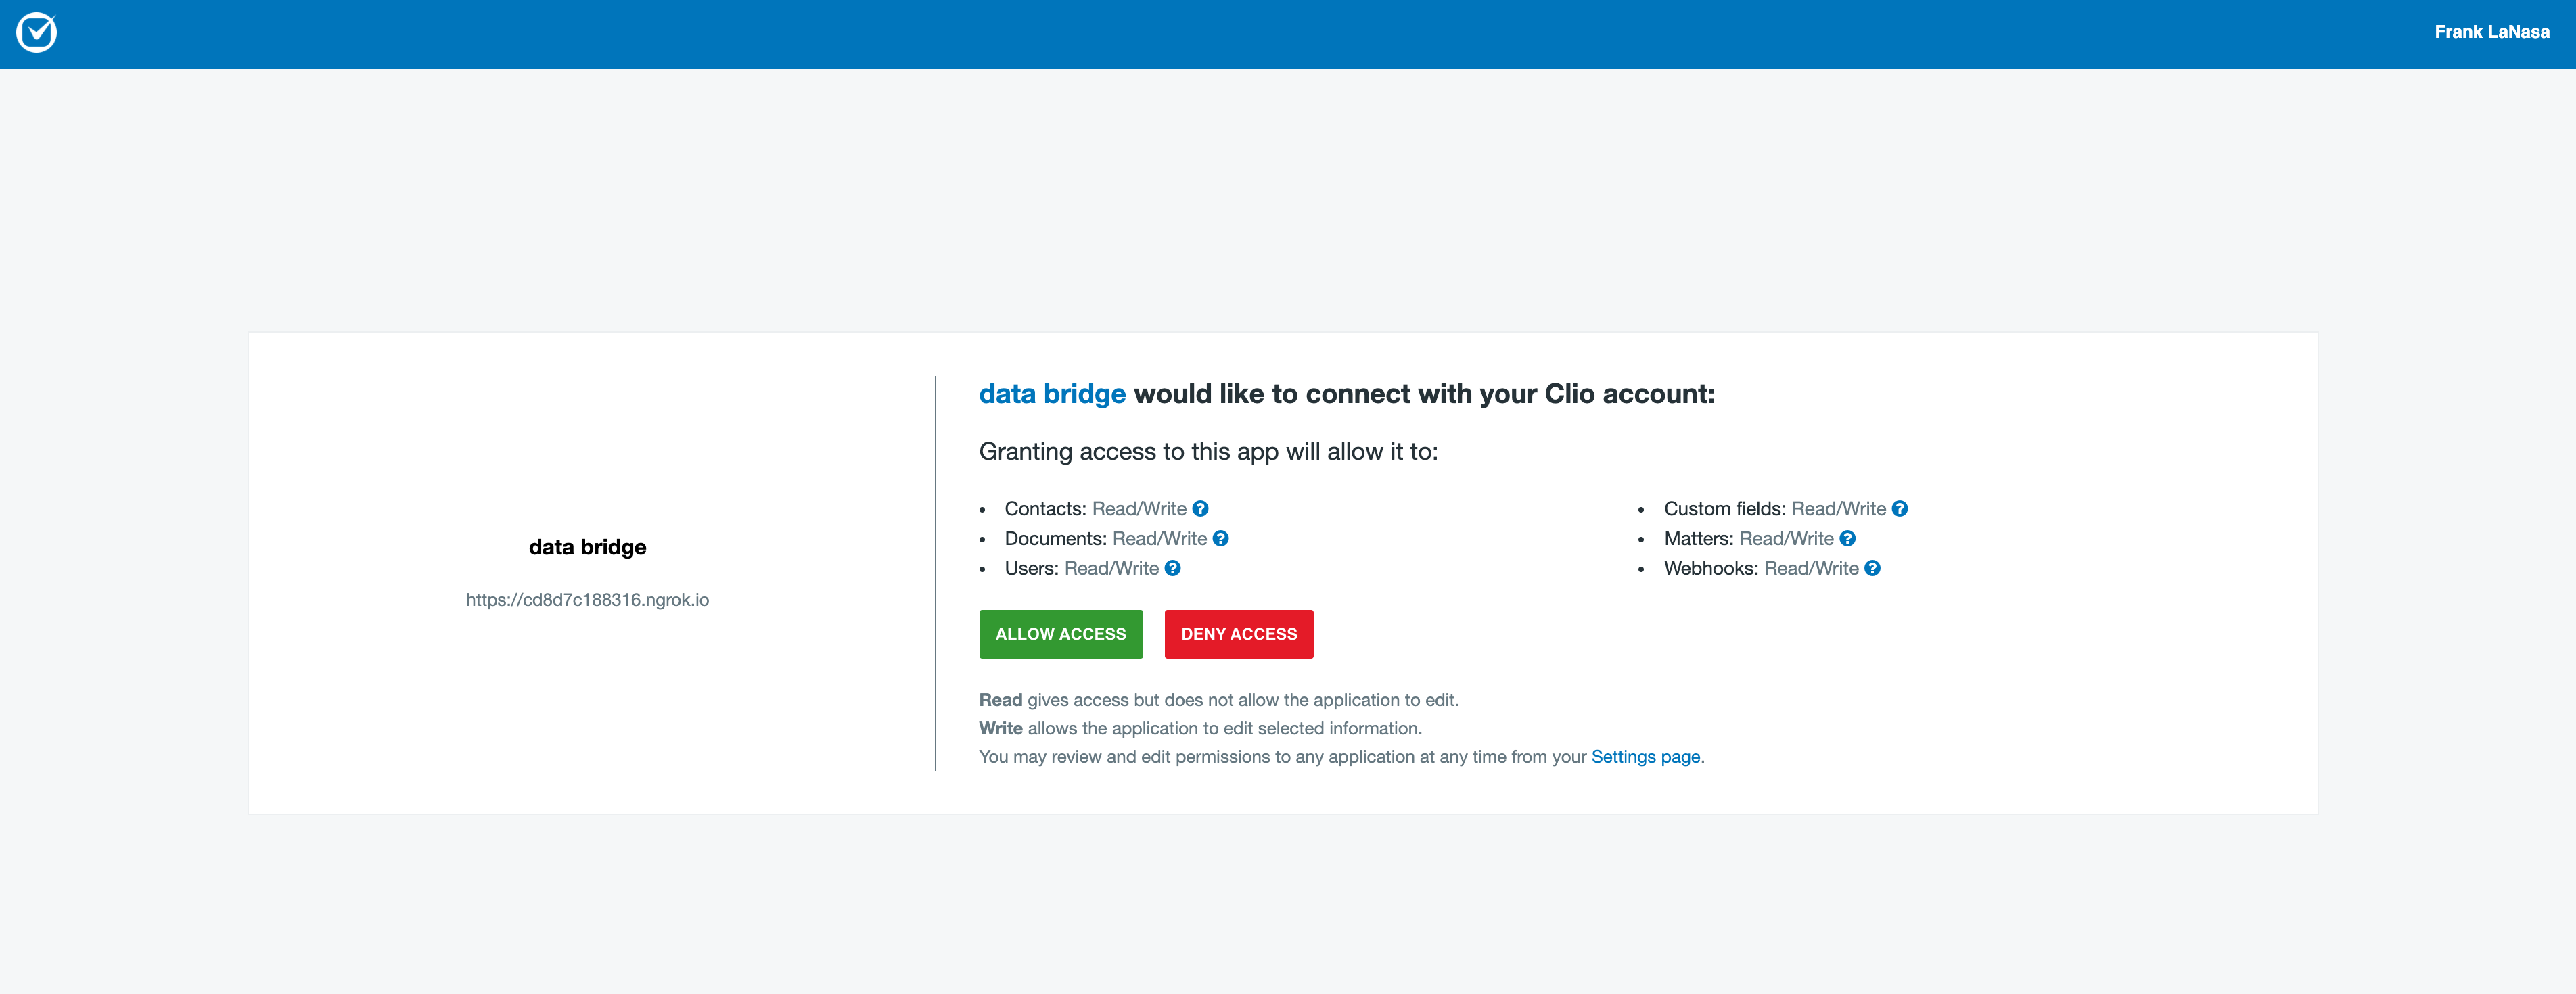 Frank LaNasa
data bridge
https://cd8d7c188316.ngrok.io
data bridge would like to connect with your Clio account:
Granting access to this app will allow it to:
• Contacts: Read/Write ?
• Documents: Read/Write ?
• Users: Read/Write ?
• Custom fields: Read/Write ?
• Matters: Read/Write ?
• Webhooks: Read/Write ?
ALLOW ACCESS
DENY ACCESS
Read gives access but does not allow the application to edit.
Write allows the application to edit selected information.
You may review and edit permissions to any application at any time from your Settings page.